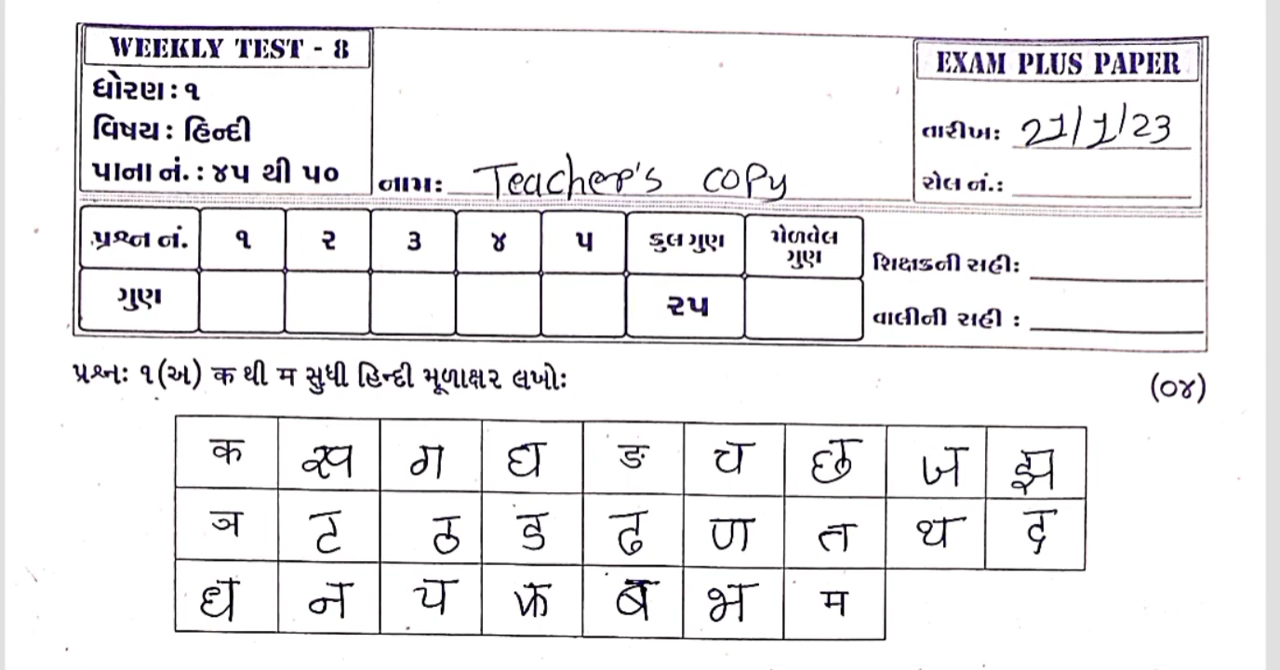 WEEKLY TEST - 8
ધોરણ : ૧
વિષય : હિન્દી
પાના નં. : ૪૫ થી ૫૦
નામ: Teacher's copy
EXAM PLUS PAPER
તારીખ: 21/1/23
રોલ નં.:
પ્રશ્ન નં. ૧ ૨ ૩ ૪ ૫ કુલ ગુણ મેળવેલ ગુણ
ગુણ ૨૫
શિક્ષકની સહી:
વાલીની સહી :
પ્રશ્ન: ૧(અ) क થી म સુધી હિન્દી મૂળાક્ષર લખો: (૦૪)
क ख ग घ ङ च छ ज झ
ञ ट ठ ड ढ ण त थ द
ध न प फ ब भ म